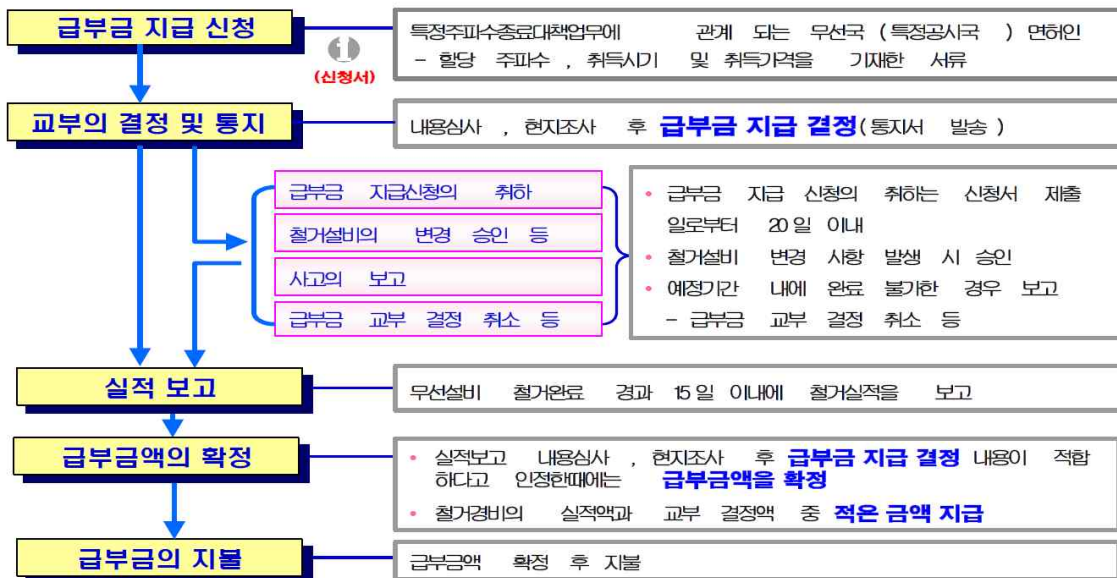 급부금 지급 신청
1
(신청서)
특정주파수종료대책업무에 관계 되는 무선국 (특정공시국 ) 면허인
- 할당 주파수 , 취득시기 및 취득가격을 기재한 서류
교부의 결정 및 통지
내용심사 , 현지조사 후 급부금 지급 결정(통지서 발송 )
급부금 지급신청의 취하
철거설비의 변경 승인 등
사고의 보고
급부금 교부 결정 취소 등
• 급부금 지급 신청의 취하는 신청서 제출
일로부터 20일 이내
• 철거설비 변경 사항 발생 시 승인
• 예정기간 내에 완료 불가한 경우 보고
- 급부금 교부 결정 취소 등
실적 보고
무선설비 철거완료 경과 15일 이내에 철거실적을 보고
급부금액의 확정
• 실적보고 내용심사 , 현지조사 후 급부금 지급 결정 내용이 적합
하다고 인정한때에는 급부금액을 확정
• 철거경비의 실적액과 교부 결정액 중 적은 금액 지급
급부금의 지불
급부금액 확정 후 지불